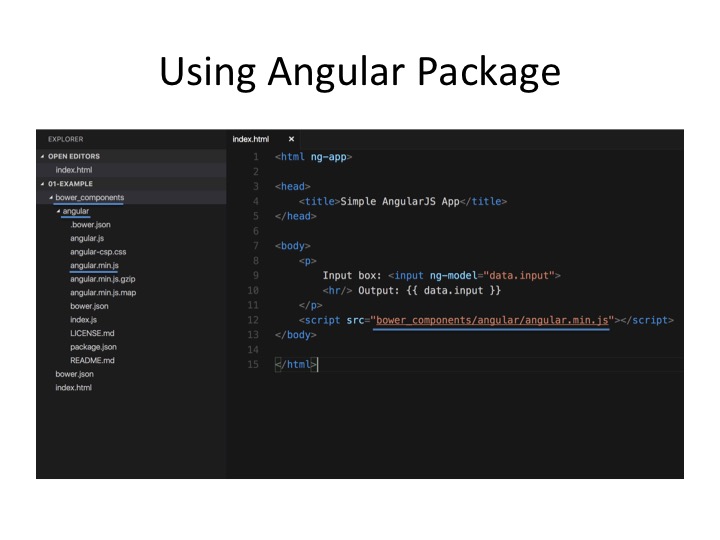 Using Angular Package
EXPLORER
OPEN EDITORS
index.html
01-EXAMPLE
bower_components
angular
.bower.json
angular.js
angular-csp.css
angular.min.js
angular.min.js.gzip
angular.min.js.map
bower.json
index.js
LICENSE.md
package.json
README.md
bower.json
index.html
index.html ×
1 <html ng-app>
2
3 <head>
4 <title>Simple AngularJS App</title>
5 </head>
6
7 <body>
8 <p>
9 Input box: <input ng-model="data.input">
10 <hr/> Output: {{ data.input }}
11 </p>
12 <script src="bower_components/angular/angular.min.js"></script>
13 </body>
14
15 </html>